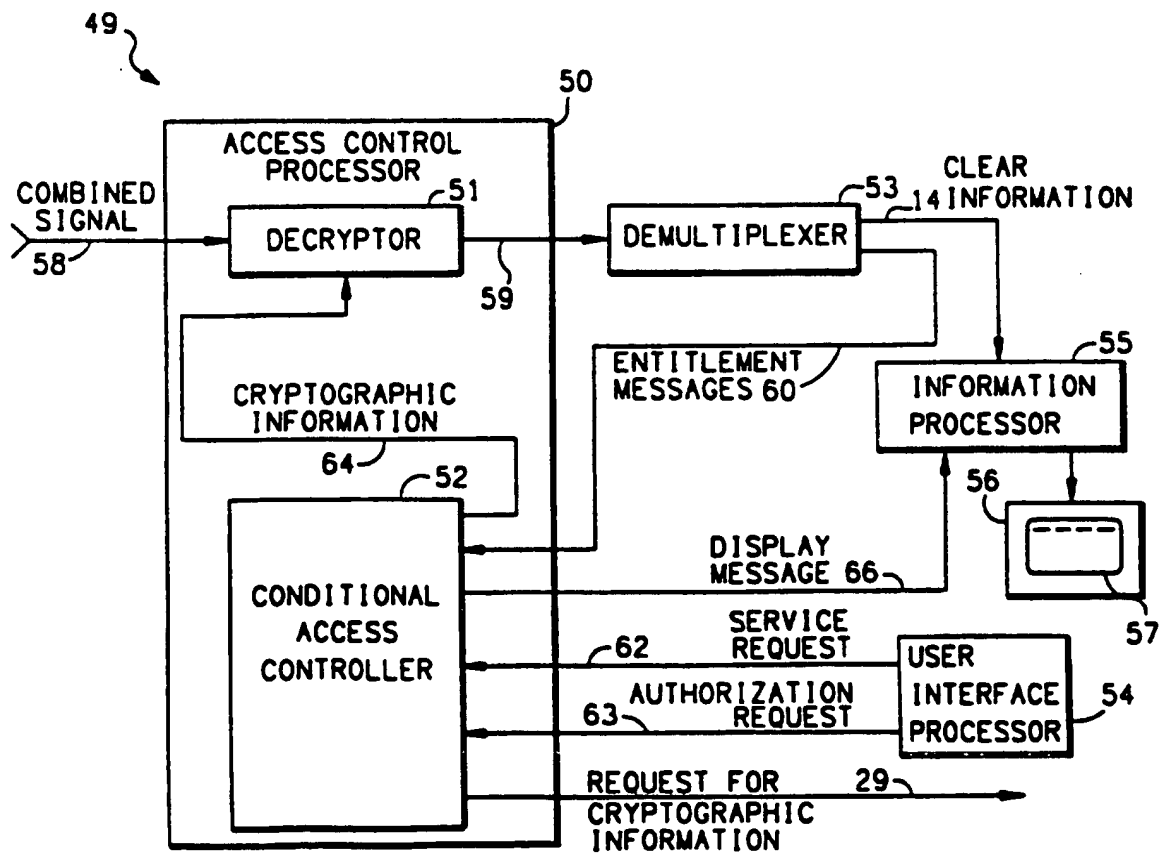 49
50
ACCESS CONTROL
PROCESSOR
COMBINED
SIGNAL
58
51
DECRYPTOR
59
53
DEMULTIPLEXER
CLEAR
14 INFORMATION
ENTITLEMENT
MESSAGES 60
55
INFORMATION
PROCESSOR
CRYPTOGRAPHIC
INFORMATION
64
52
CONDITIONAL
ACCESS
CONTROLLER
56
57
DISPLAY
MESSAGE 66
SERVICE
REQUEST
62
AUTHORIZATION
REQUEST
63
USER
INTERFACE
PROCESSOR
54
REQUEST FOR
CRYPTOGRAPHIC
INFORMATION
29